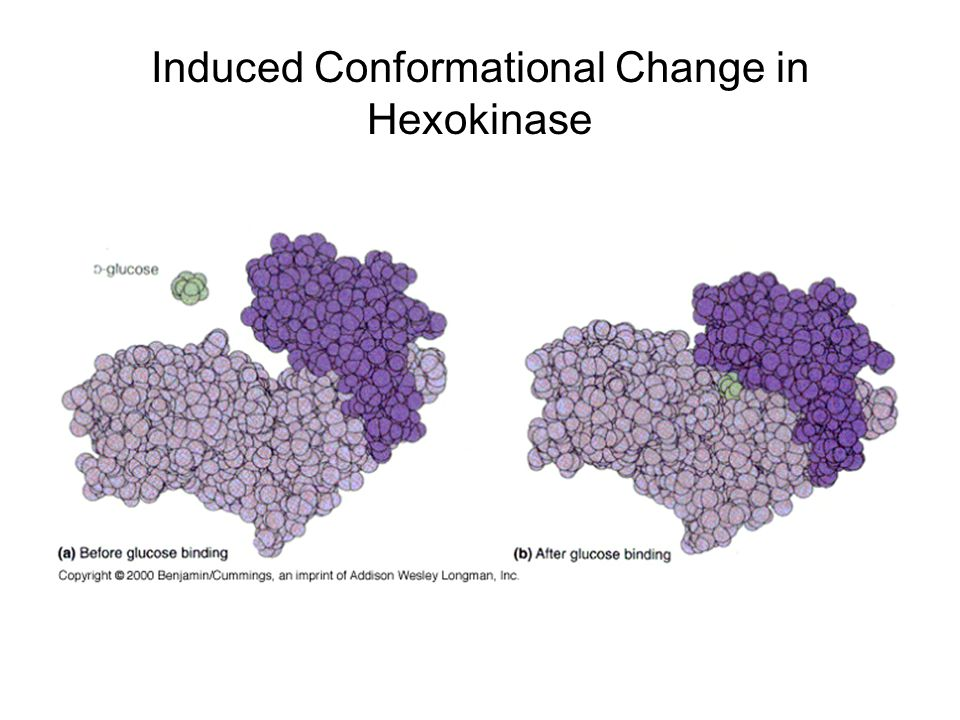 Induced Conformational Change in
Hexokinase
D-glucose
(a) Before glucose binding
(b) After glucose binding
Copyright © 2000 Benjamin/Cummings, an imprint of Addison Wesley Longman, Inc.